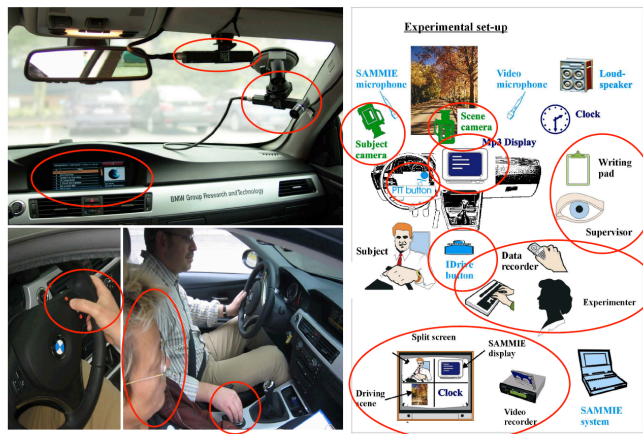 BMW Group Research and Technology
Experimental set-up
SAMMIE
microphone
Video
microphone
Loud-
speaker
Scene
camera
Clock
Subject
camera
Mp3 Display
Writing
pad
PTT button
Supervisor
Subject
IDrive
button
Data
recorder
Experimenter
Split screen
SAMMIE
display
Driving
scene
Clock
Video
recorder
SAMMIE
system